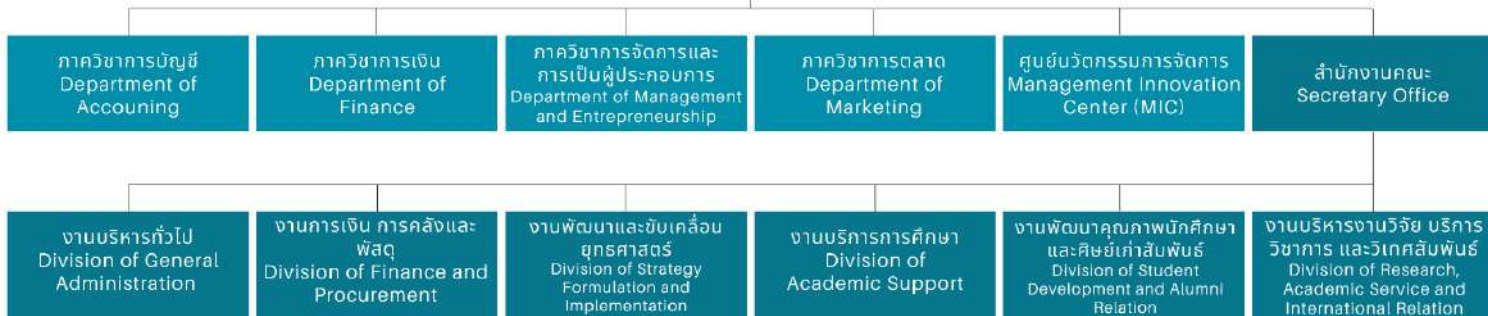 ภาควิชาการบัญชี
Department of
Accouning
ภาควิชาการเงิน
Department of
Finance
ภาควิชาการจัดการและ
การเป็นผู้ประกอบการ
Department of Management
and Entrepreneurship
ภาควิชาการตลาด
Department of
Marketing
ศูนย์นวัตกรรมการจัดการ
Management Innovation
Center (MIC)
สำนักงานคณะ
Secretary Office
งานบริหารทั่วไป
Division of General
Administration
งานการเงิน การคลังและ
พัสดุ
Division of Finance and
Procurement
งานพัฒนาและขับเคลื่อน
ยุทธศาสตร์
Division of Strategy
Formulation and
Implementation
งานบริการการศึกษา
Division of
Academic Support
งานพัฒนาคุณภาพนักศึกษา
และศิษย์เก่าสัมพันธ์
Division of Student
Development and Alumni
Relation
งานบริหารงานวิจัย บริการ
วิชาการ และวิเทศสัมพันธ์
Division of Research,
Academic Service and
International Relation